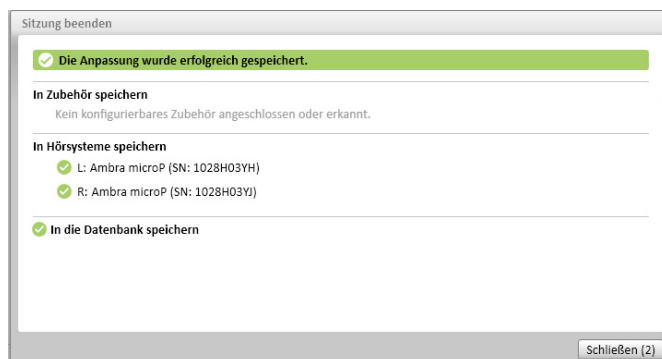 Sitzung beenden
Die Anpassung wurde erfolgreich gespeichert.
In Zubehör speichern
Kein konfigurierbares Zubehör angeschlossen oder erkannt.
In Hörsysteme speichern
L: Ambra microP (SN: 1028H03YH)
R: Ambra microP (SN: 1028H03YJ)
In die Datenbank speichern
Schließen (2)